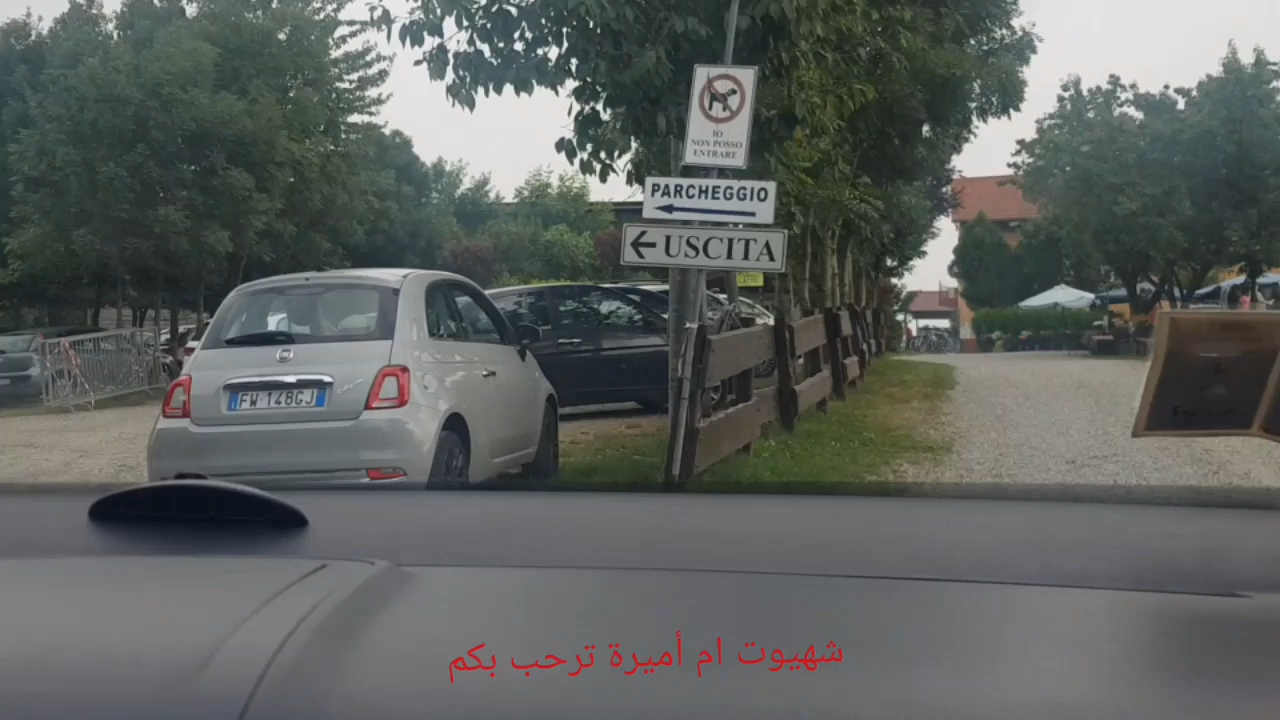 IO
NON POSSO
ENTRARE
PARCHEGGIO
USCITA
FW 148GJ
شهيوت ام أميرة ترحب بكم